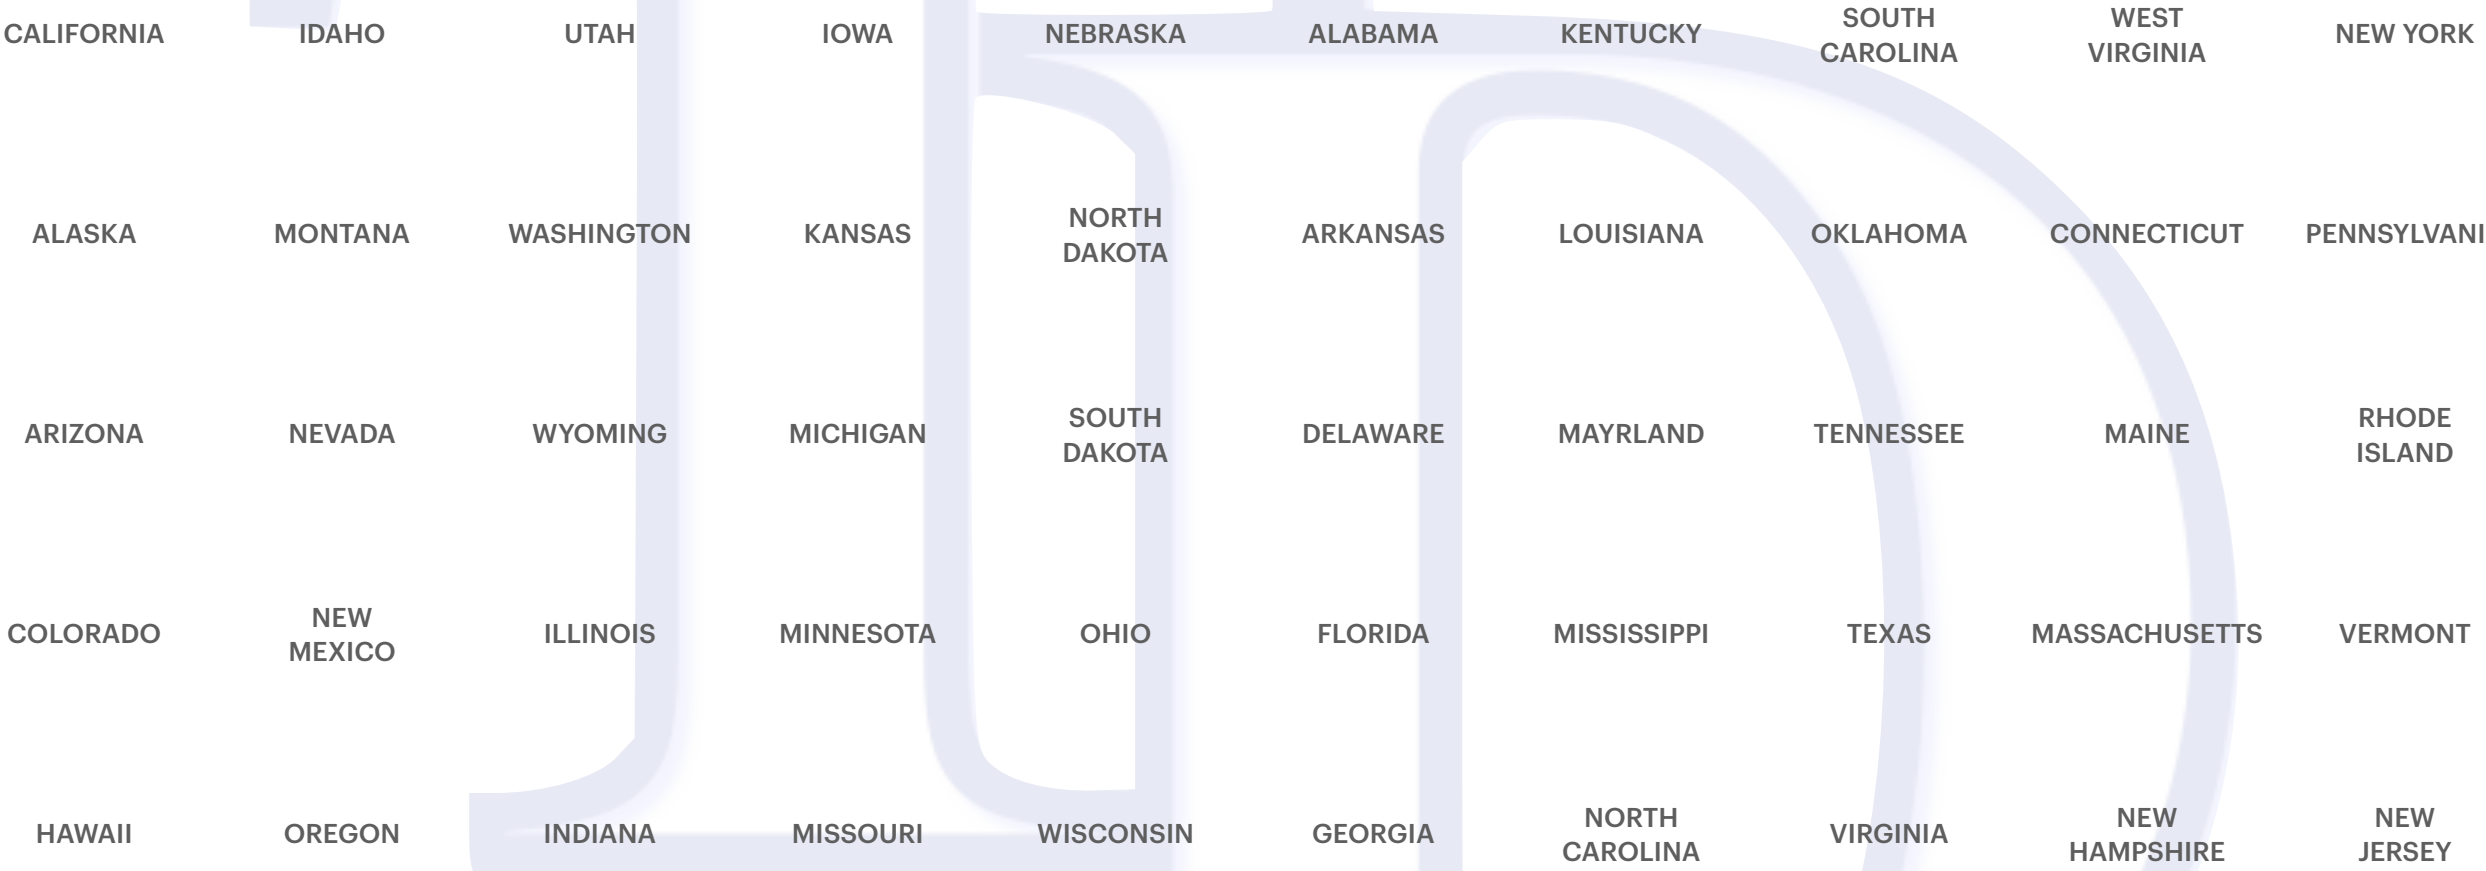 CALIFORNIA IDAHO UTAH IOWA NEBRASKA ALABAMA KENTUCKY SOUTH CAROLINA WEST VIRGINIA NEW YORK
ALASKA MONTANA WASHINGTON KANSAS NORTH DAKOTA ARKANSAS LOUISIANA OKLAHOMA CONNECTICUT PENNSYLVANI
ARIZONA NEVADA WYOMING MICHIGAN SOUTH DAKOTA DELAWARE MAYRLAND TENNESSEE MAINE RHODE ISLAND
COLORADO NEW MEXICO ILLINOIS MINNESOTA OHIO FLORIDA MISSISSIPPI TEXAS MASSACHUSETTS VERMONT
HAWAII OREGON INDIANA MISSOURI WISCONSIN GEORGIA NORTH CAROLINA VIRGINIA NEW HAMPSHIRE NEW JERSEY